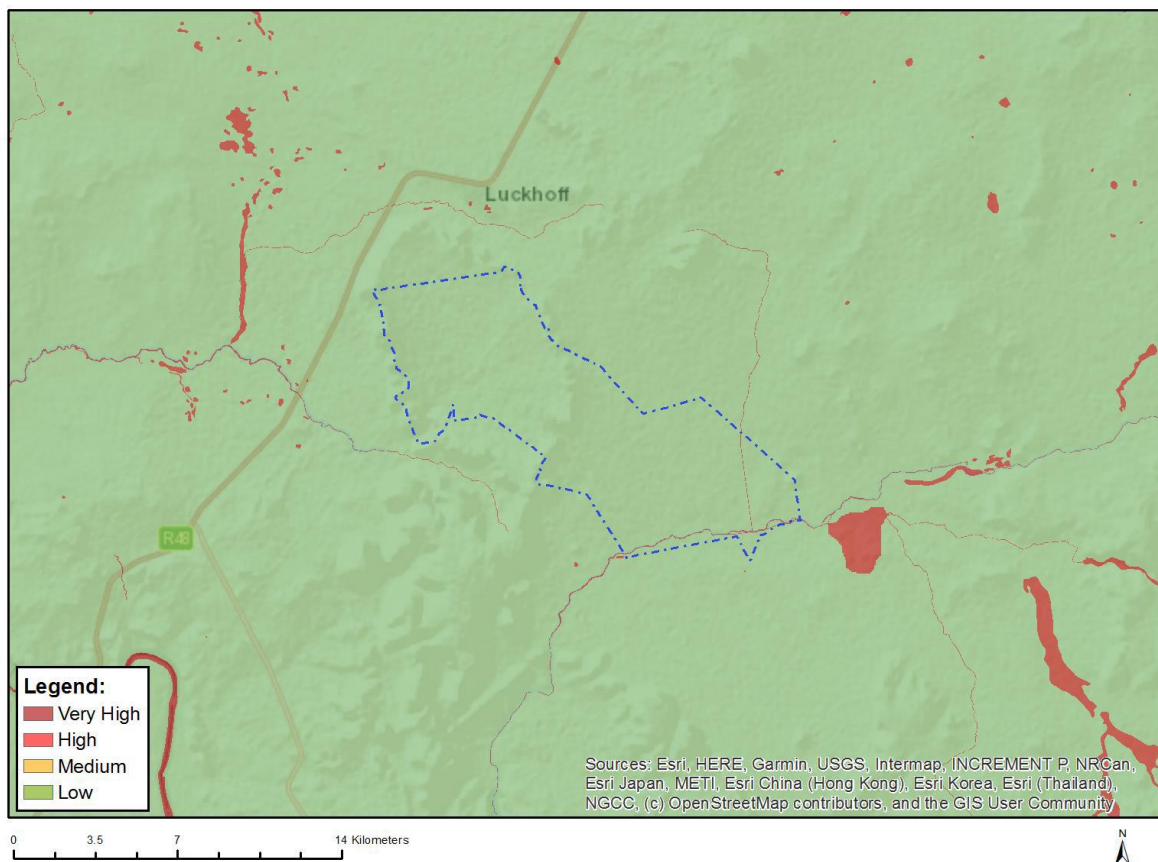 Luckhoff
R48
Legend:
Very High
High
Medium
Low
Sources: Esri, HERE, Garmin, USGS, Intermap, INCREMENT P, NRCan,
Esri Japan, METI, Esri China (Hong Kong), Esri Korea, Esri (Thailand),
NGCC, (c) OpenStreetMap contributors, and the GIS User Community
0 3.5 7 14 Kilometers
N